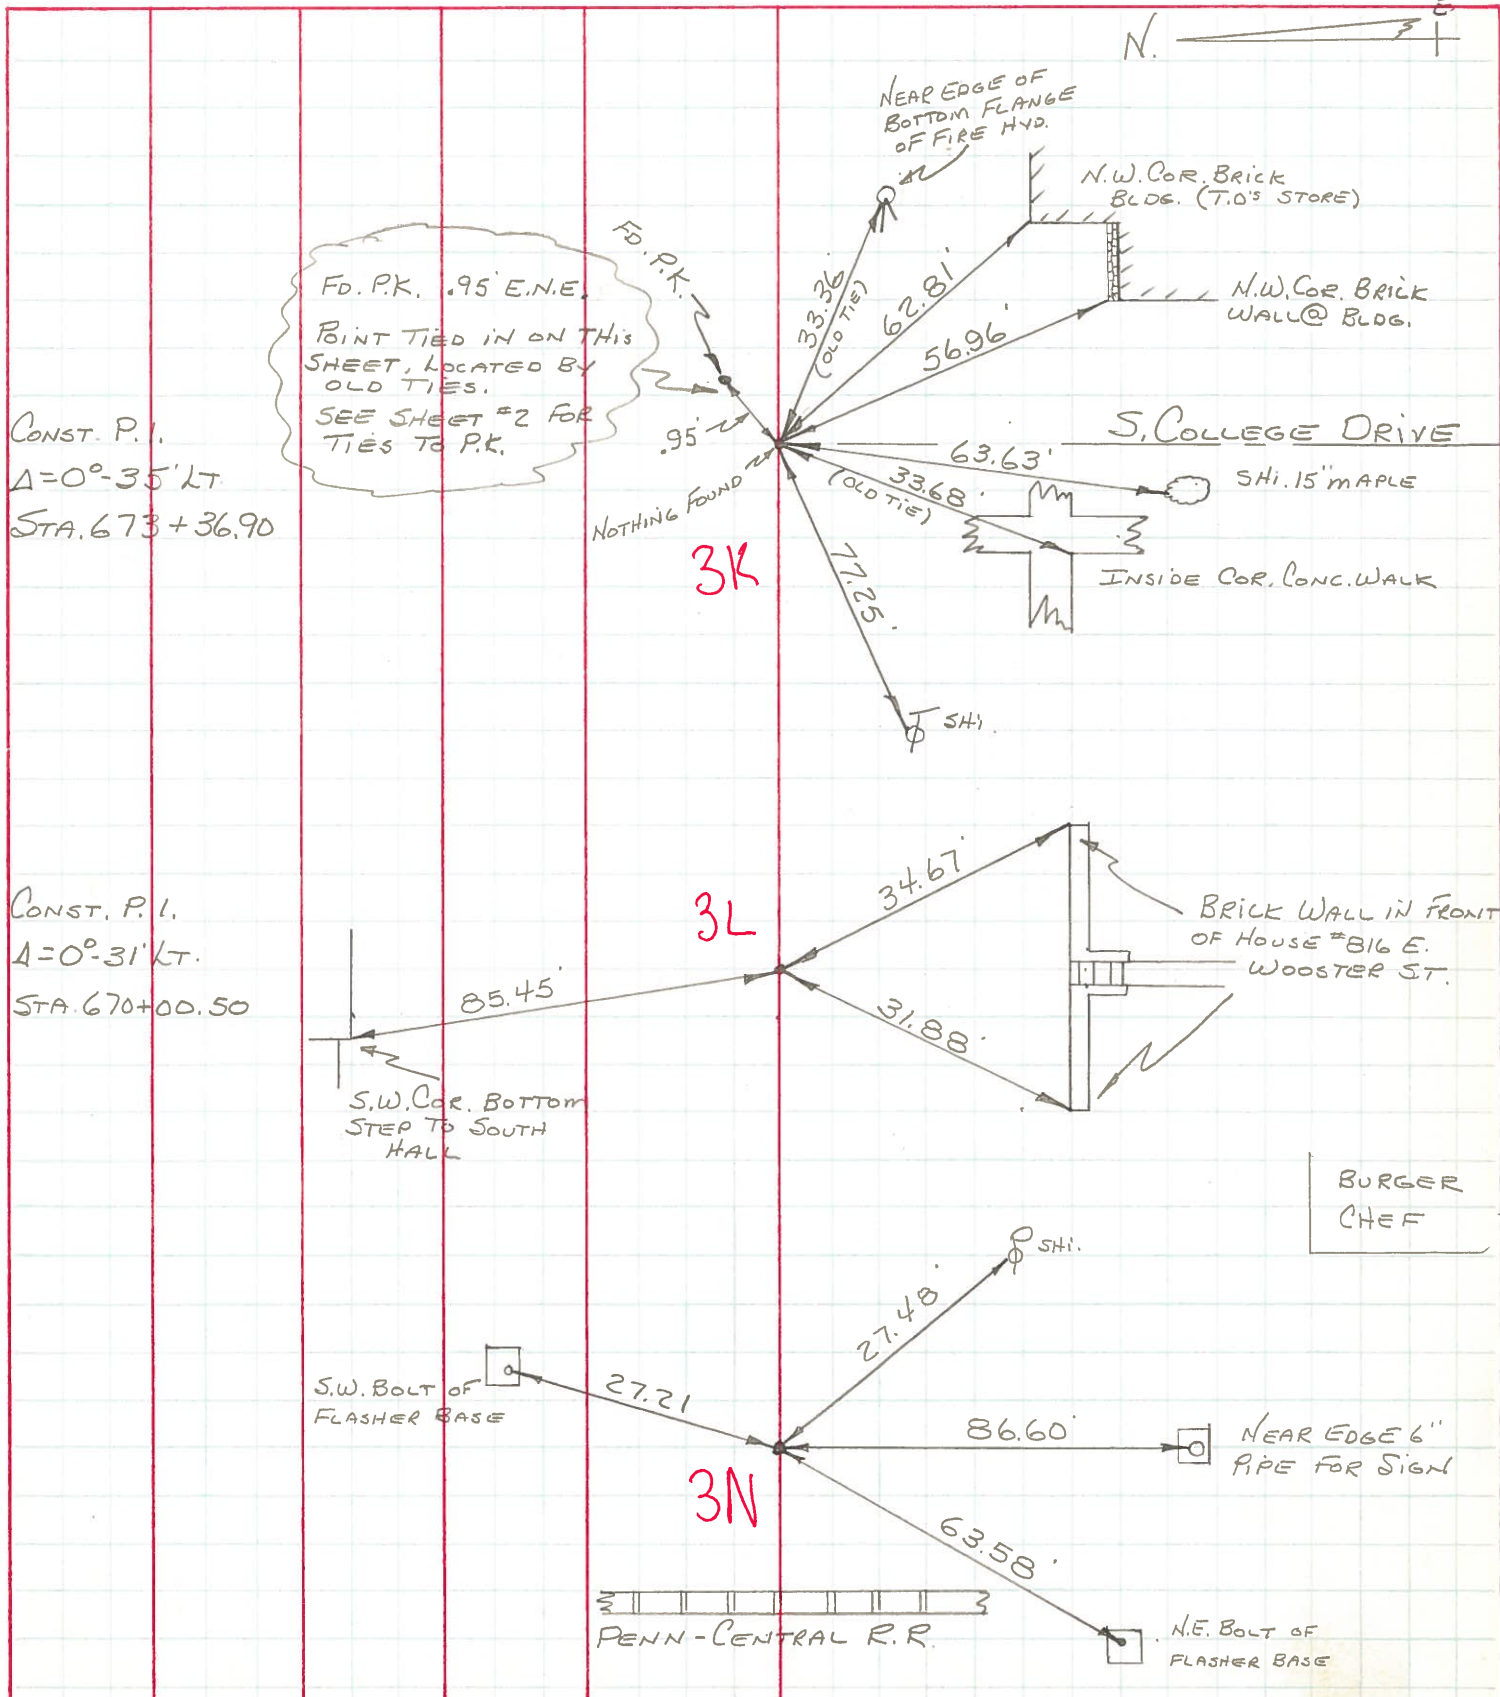 E.
N.
NEAR EDGE OF
BOTTOM FLANGE
OF FIRE HYD.
N.W. COR. BRICK
BLDG. (T.O'S STORE)
FD. P.K.
FD. P.K. .95' E.N.E.
POINT TIED IN ON THIS
SHEET, LOCATED BY
OLD TIES.
SEE SHEET #2 FOR
TIES TO P.K.
33.36'
(OLD TIE)
62.81'
56.96'
N.W. COR. BRICK
WALL @ BLDG.
.95'
CONST. P.I.
Δ=0°-35' LT.
STA. 673+36.90
S. COLLEGE DRIVE
63.63'
SHI. 15" MAPLE
33.68'
(OLD TIE)
NOTHING FOUND
3K
INSIDE COR. CONC. WALK
77.25'
SHI.
CONST. P.I.
Δ=0°-31' LT.
STA. 670+00.50
3L
34.67'
85.45'
31.88'
BRICK WALL IN FRONT
OF HOUSE #816 E.
WOOSTER ST.
S.W. COR. BOTTOM
STEP TO SOUTH
HALL
BURGER
CHEF
SHI.
27.48'
S.W. BOLT OF
FLASHER BASE
27.21
86.60'
NEAR EDGE 6"
PIPE FOR SIGN
3N
63.58'
PENN-CENTRAL R.R.
N.E. BOLT OF
FLASHER BASE